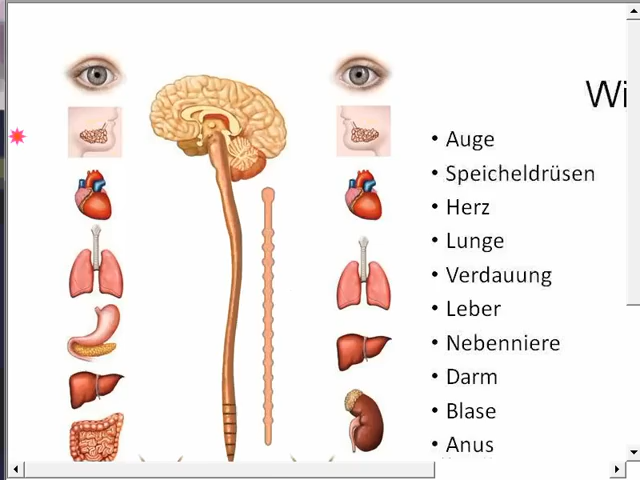 Wi
• Auge
• Speicheldrüsen
• Herz
• Lunge
• Verdauung
• Leber
• Nebenniere
• Darm
• Blase
• Anus